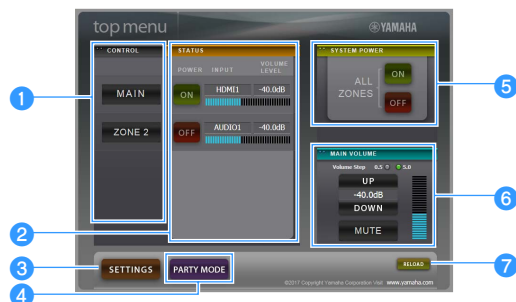 top menu
YAMAHA
CONTROL
MAIN
ZONE 2
STATUS
POWER INPUT VOLUME LEVEL
ON HDMI1 -40.0dB
OFF AUDIO1 -40.0dB
SYSTEM POWER
ALL ZONES
ON
OFF
MAIN VOLUME
Volume Step 0.5 5.0
UP
-40.0dB
DOWN
MUTE
SETTINGS
PARTY MODE
RELOAD
©2017 Copyright Yamaha Corporation Visit www.yamaha.com
1
2
3
4
5
6
7